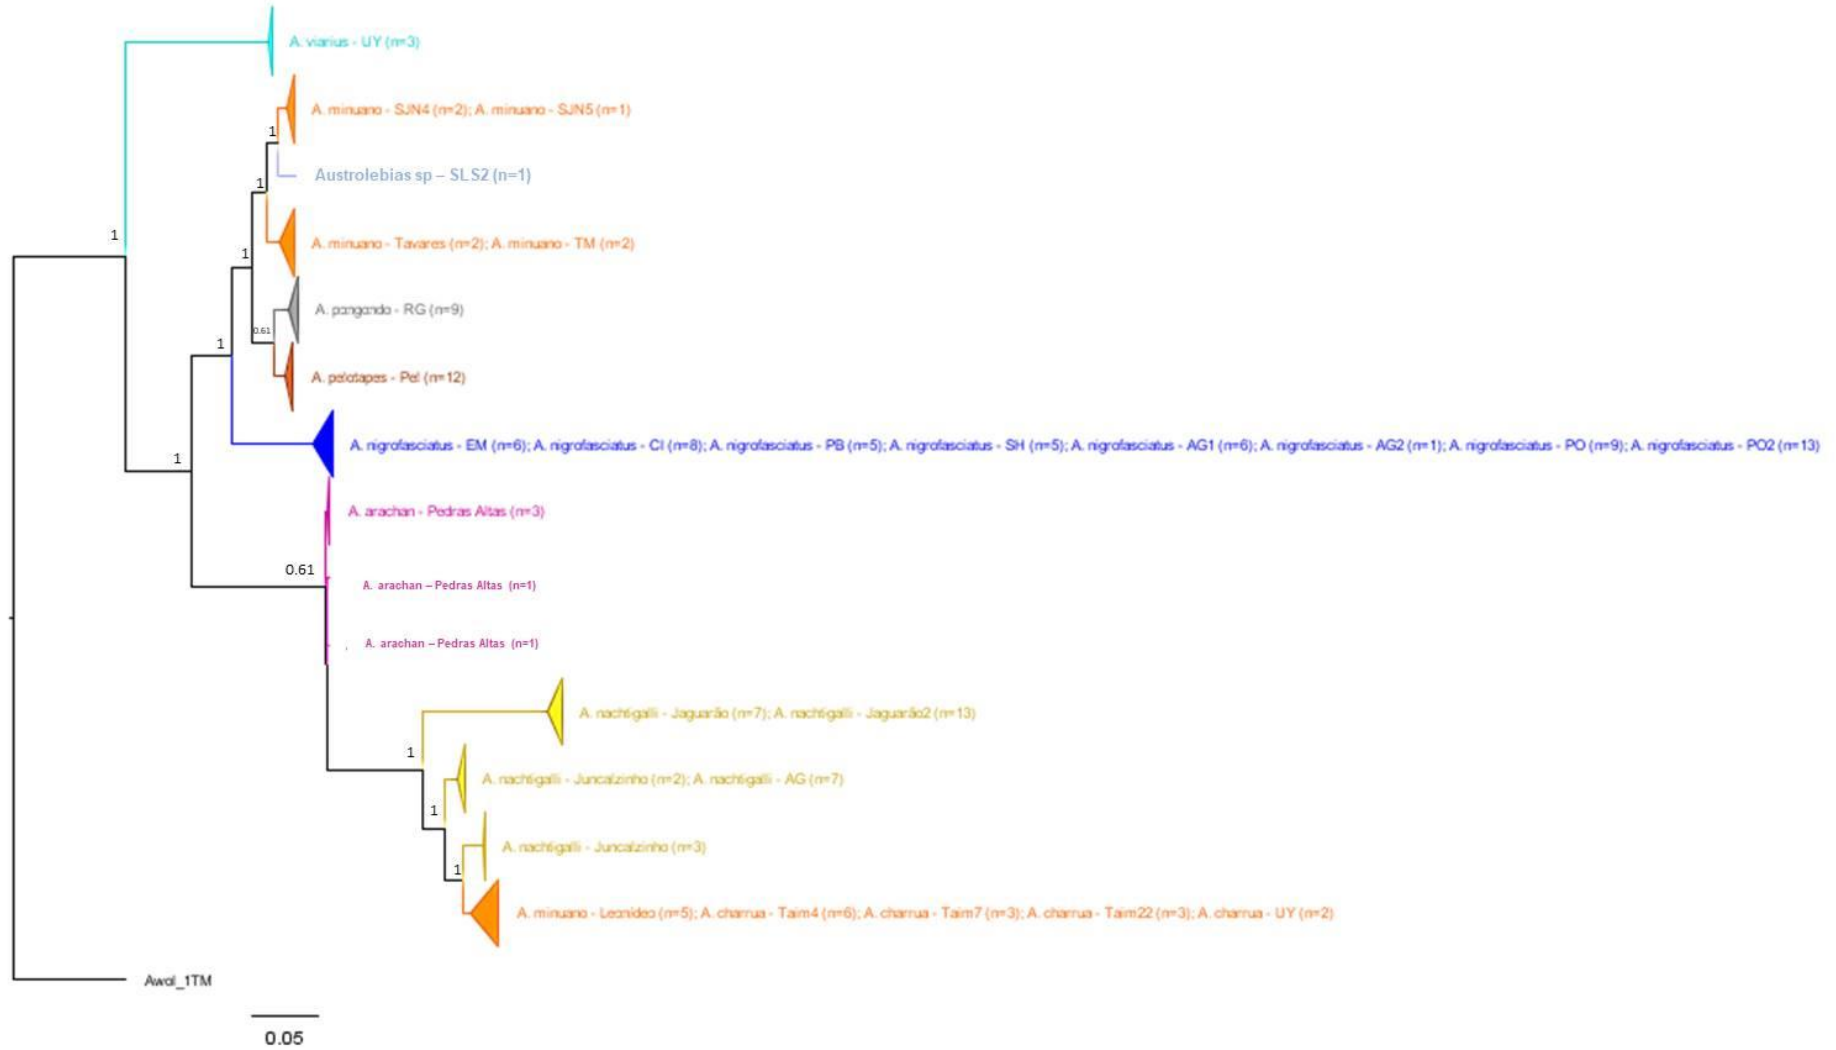 A. viarius - UY (n=3)
A. minuano - SJN4 (n=2); A. minuano - SJN5 (n=1)
1
Austrolebias sp – SLS2 (n=1)
1
1
A. minuano - Tavares (n=2); A. minuano - TM (n=2)
1
A. pongondo - RG (n=9)
0.61
1
A. pelotapes - Pel (n=12)
A. nigrofasciatus - EM (n=6); A. nigrofasciatus - CI (n=8); A. nigrofasciatus - PB (n=5); A. nigrofasciatus - SH (n=5); A. nigrofasciatus - AG1 (n=6); A. nigrofasciatus - AG2 (n=1); A. nigrofasciatus - PO (n=9); A. nigrofasciatus - PO2 (n=13)
1
A. arachan - Pedras Altas (n=3)
0.61
A. arachan – Pedras Altas (n=1)
A. arachan – Pedras Altas (n=1)
A. nachtigalli - Jaguarão (n=7); A. nachtigalli - Jaguarão2 (n=13)
1
A. nachtigalli - Juncalzinho (n=2); A. nachtigalli - AG (n=7)
1
A. nachtigalli - Juncalzinho (n=3)
1
A. minuano - Leonídeo (n=5); A. charrua - Taim4 (n=6); A. charrua - Taim7 (n=3); A. charrua - Taim22 (n=3); A. charrua - UY (n=2)
Awol_1TM
0.05